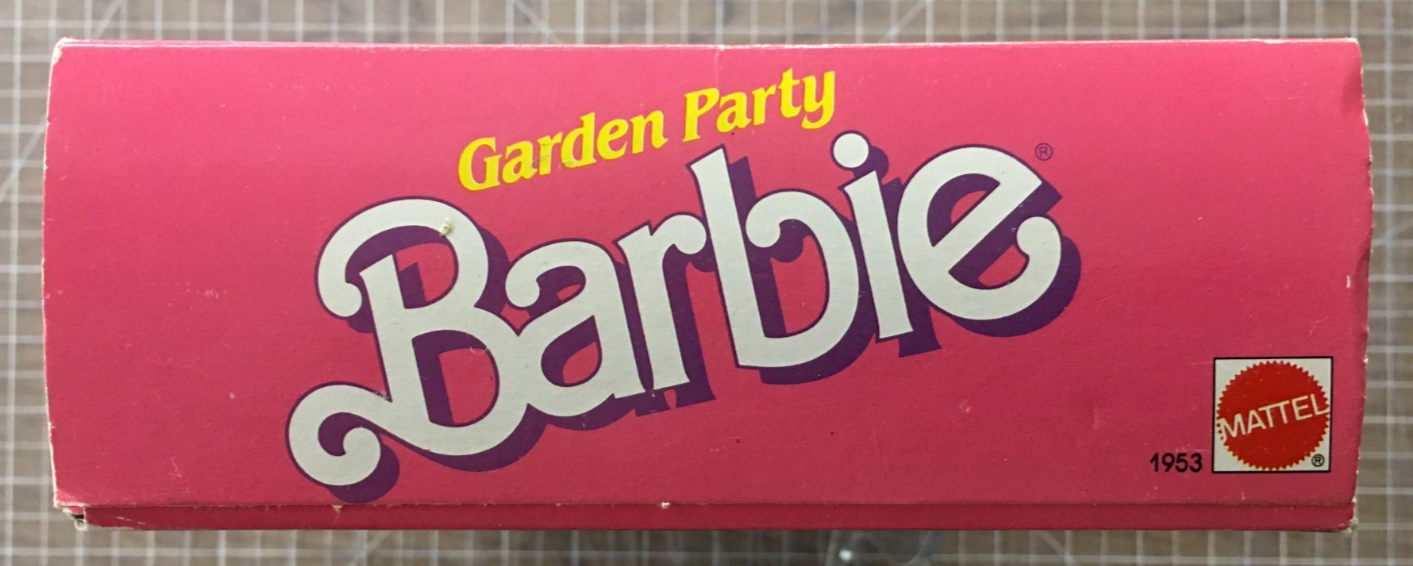 Garden Party
Barbie®
1953
MATTEL®